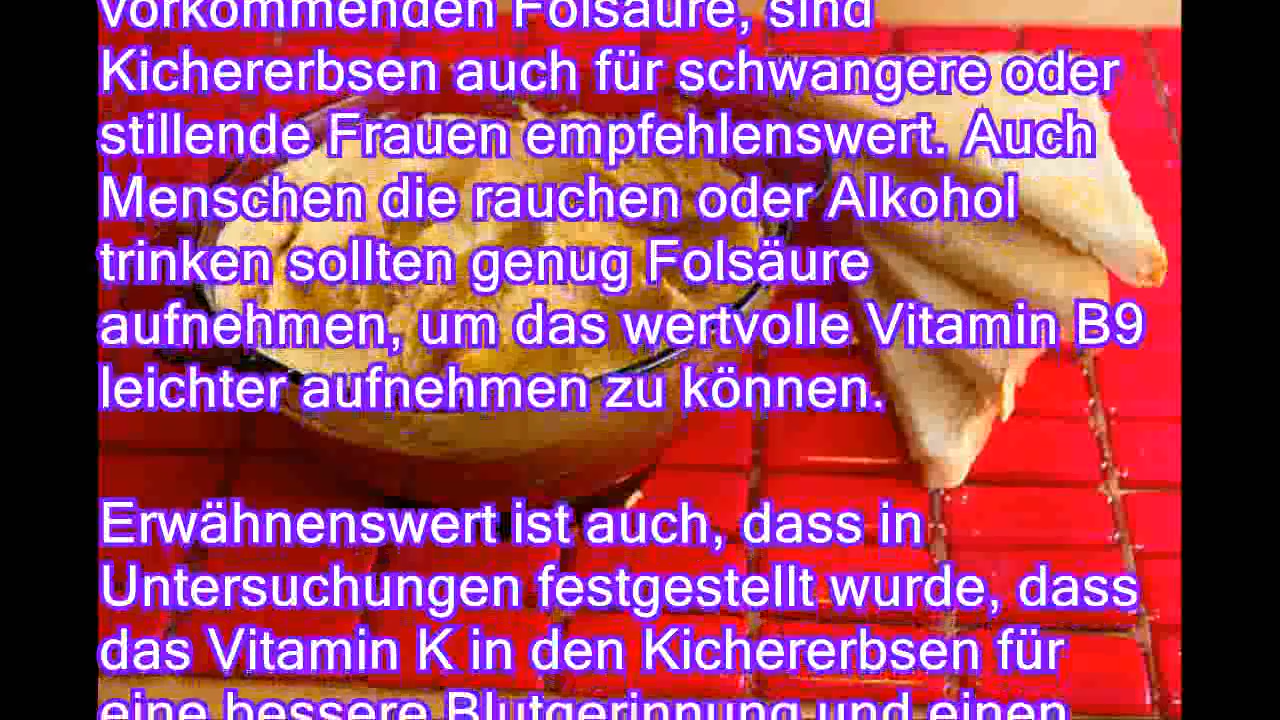 vorkommenden Folsäure, sind
Kichererbsen auch für schwangere oder
stillende Frauen empfehlenswert. Auch
Menschen die rauchen oder Alkohol
trinken sollten genug Folsäure
aufnehmen, um das wertvolle Vitamin B9
leichter aufnehmen zu können.
Erwähnenswert ist auch, dass in
Untersuchungen festgestellt wurde, dass
das Vitamin K in den Kichererbsen für
eine bessere Blutgerinnung und einen